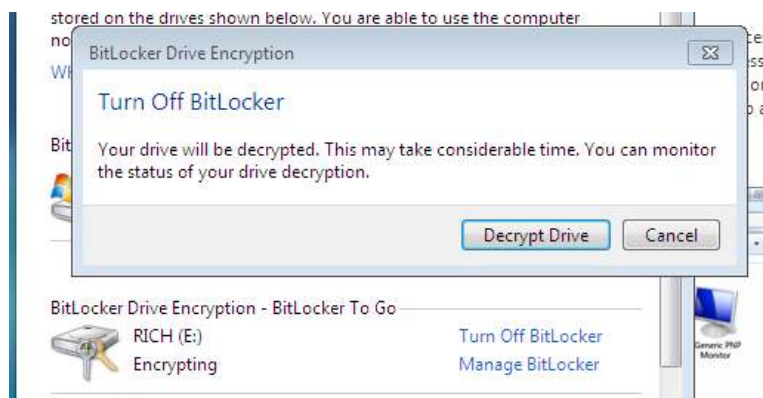 stored on the drives shown below. You are able to use the computer
no
BitLocker Drive Encryption
Turn Off BitLocker
Your drive will be decrypted. This may take considerable time. You can monitor
the status of your drive decryption.
Decrypt Drive
Cancel
Bit
BitLocker Drive Encryption - BitLocker To Go
RICH (E:)
Turn Off BitLocker
Encrypting
Manage BitLocker
Generic PNP
Monitor